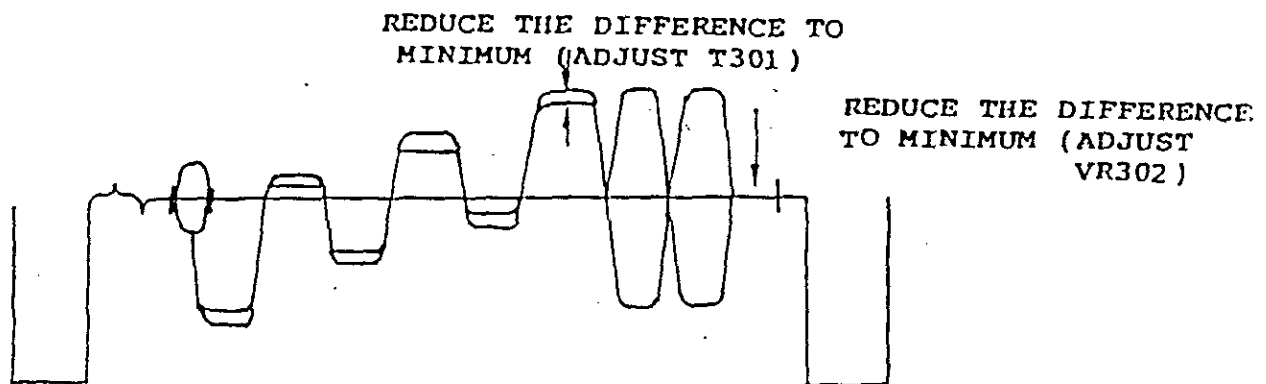 REDUCE THE DIFFERENCE TO
MINIMUM (ADJUST T301)
REDUCE THE DIFFERENCE
TO MINIMUM (ADJUST
VR302)